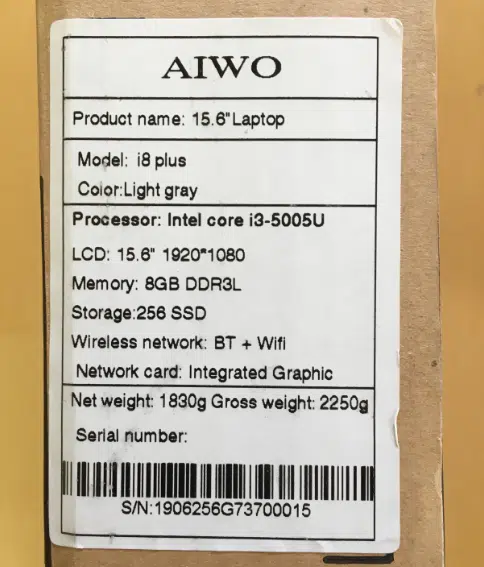 AIWO
Product name: 15.6"Laptop
Model: i8 plus
Color:Light gray
Processor: Intel core i3-5005U
LCD: 15.6" 1920*1080
Memory: 8GB DDR3L
Storage:256 SSD
Wireless network: BT + Wifi
Network card: Integrated Graphic
Net weight: 1830g Gross weight: 2250g
Serial number:
S/N:1906256G73700015